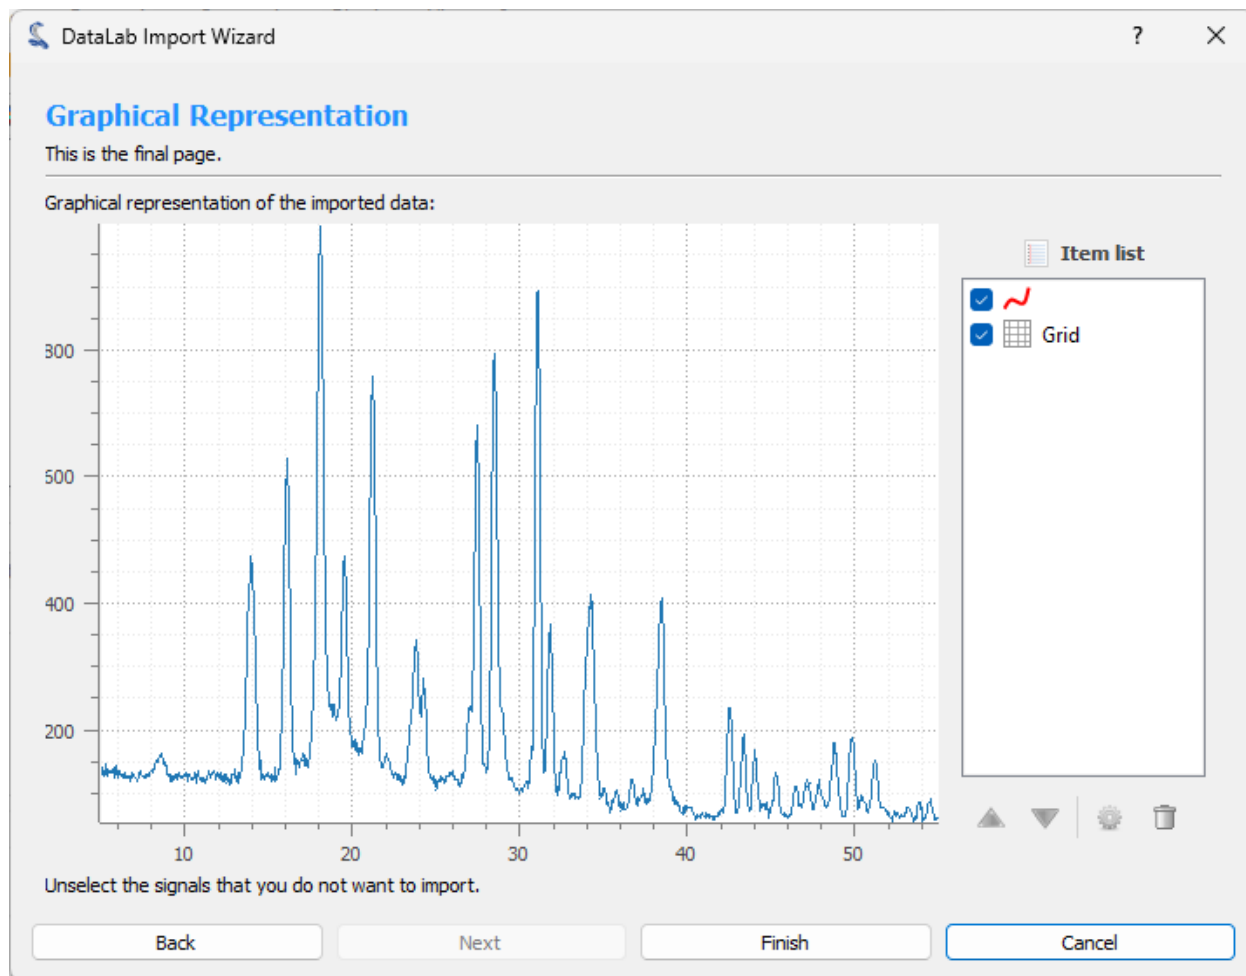 DataLab Import Wizard ?
Graphical Representation
This is the final page.
Graphical representation of the imported data:
Item list
Grid
800
600
400
200
10 20 30 40 50
Unselect the signals that you do not want to import.
Back Next Finish Cancel